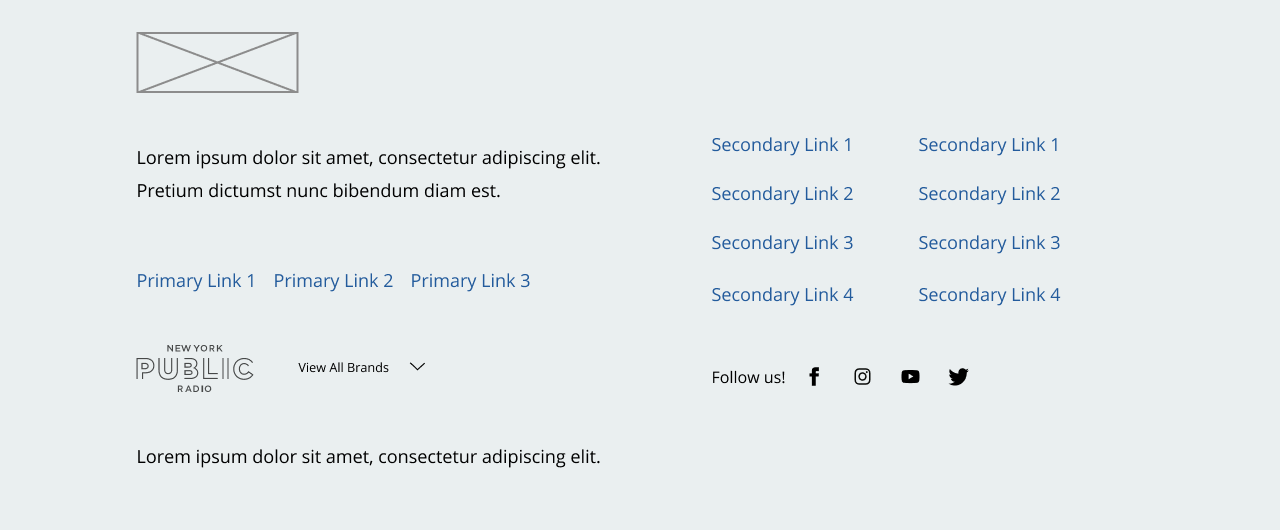 Lorem ipsum dolor sit amet, consectetur adipiscing elit.
Pretium dictumst nunc bibendum diam est.
Primary Link 1 Primary Link 2 Primary Link 3
NEW YORK
PUBLIC
RADIO
View All Brands
Lorem ipsum dolor sit amet, consectetur adipiscing elit.
Secondary Link 1 Secondary Link 1
Secondary Link 2 Secondary Link 2
Secondary Link 3 Secondary Link 3
Secondary Link 4 Secondary Link 4
Follow us!